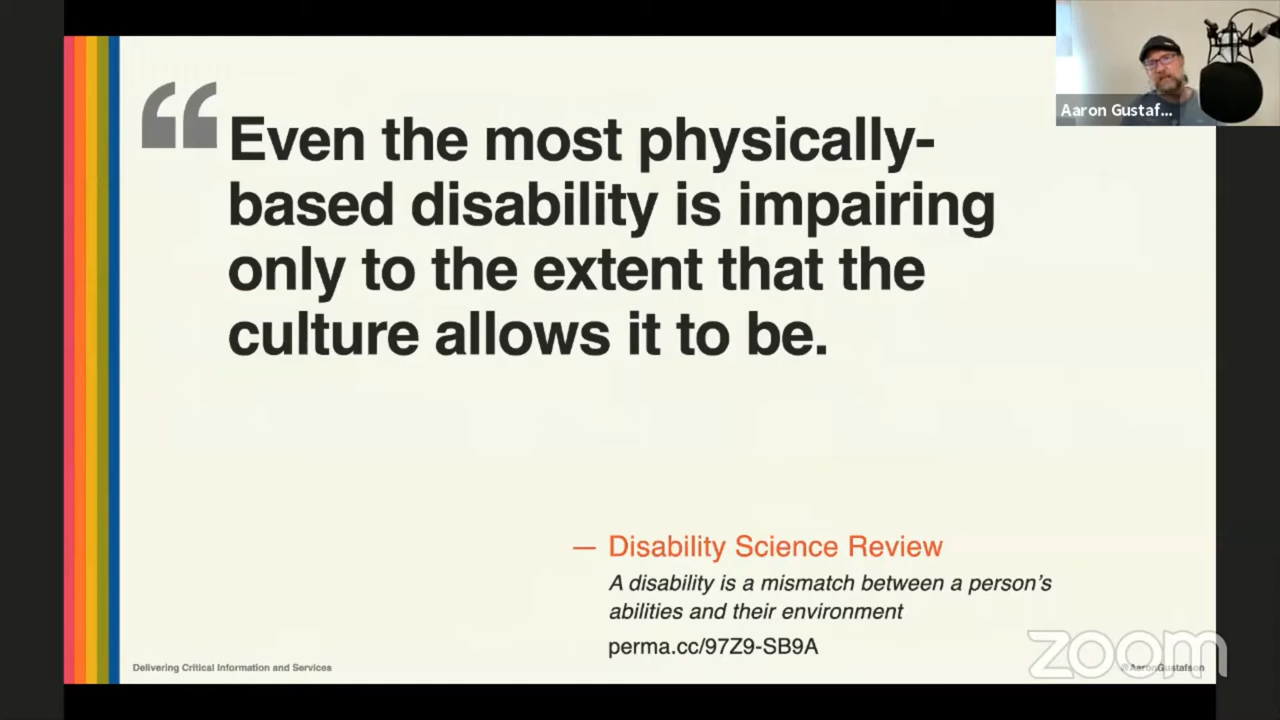 “
Even the most physically-
based disability is impairing
only to the extent that the
culture allows it to be.
— Disability Science Review
A disability is a mismatch between a person’s
abilities and their environment
perma.cc/97Z9-SB9A
Delivering Critical Information and Services
@AaronGustafson
zoom
Aaron Gustaf...